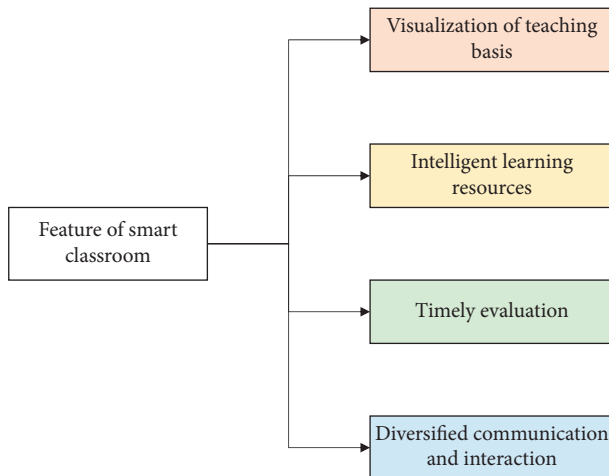 Visualization of teaching
basis
Intelligent learning
resources
Feature of smart
classroom
Timely evaluation
Diversified communication
and interaction